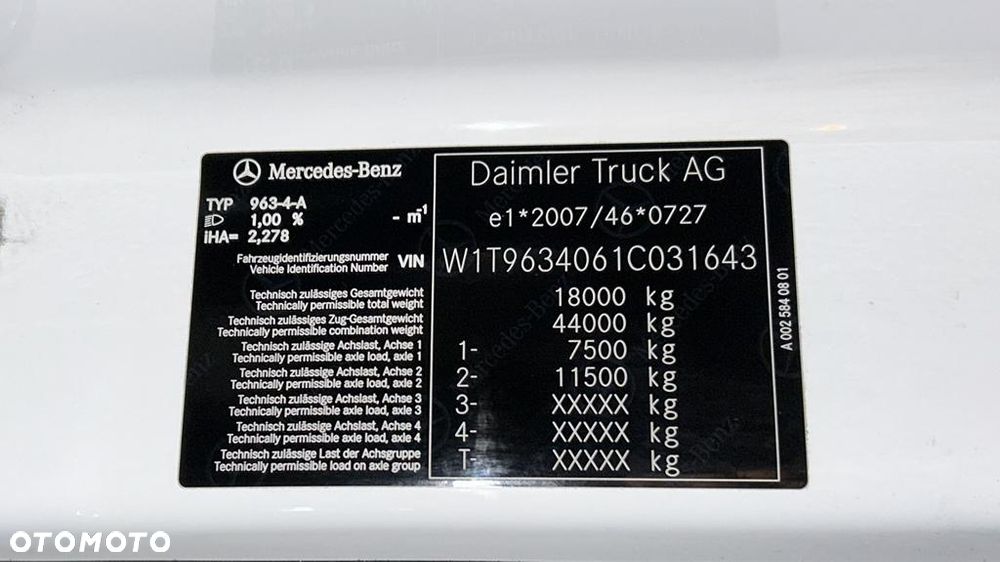 Mercedes-Benz
Daimler Truck AG
TYP 963-4-A
1,00 % - m-1
iHA= 2,278
e1*2007/46*0727
Fahrzeugidentifizierungsnummer
Vehicle Identification Number VIN W1T9634061C031643
Technisch zulässiges Gesamtgewicht
Technically permissible total weight 18000 kg
Technisch zulässiges Zug-Gesamtgewicht
Technically permissible combination weight 44000 kg
Technisch zulässige Achslast, Achse 1
Technically permissible axle load, axle 1 1- 7500 kg
Technisch zulässige Achslast, Achse 2
Technically permissible axle load, axle 2 2- 11500 kg
Technisch zulässige Achslast, Achse 3
Technically permissible axle load, axle 3 3- XXXXX kg
Technisch zulässige Achslast, Achse 4
Technically permissible axle load, axle 4 4- XXXXX kg
Technisch zulässige Last der Achsgruppe
Technically permissible load on axle group T- XXXXX kg
A 002 584 08 01
OTOMOTO